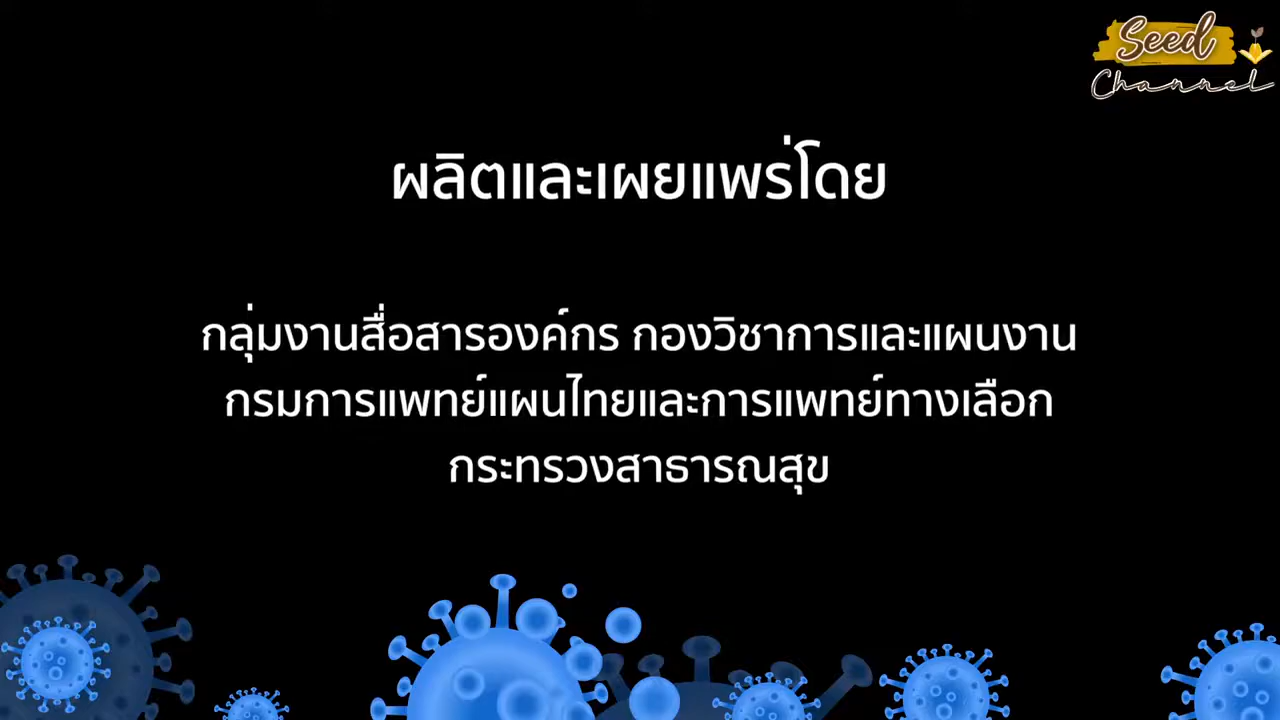 Seed
Channel
ผลิตและเผยแพร่โดย
กลุ่มงานสื่อสารองค์กร กองวิชาการและแผนงาน
กรมการแพทย์แผนไทยและการแพทย์ทางเลือก
กระทรวงสาธารณสุข